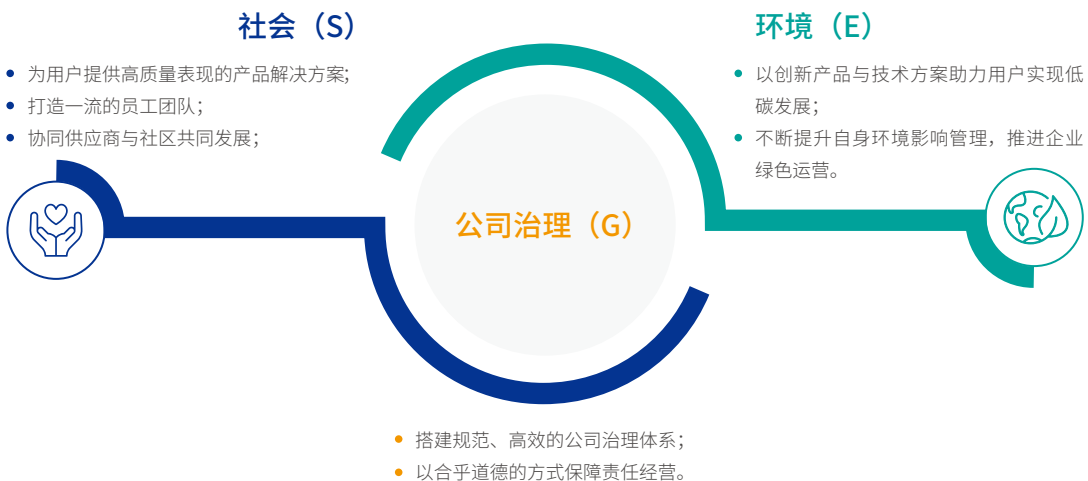 社会（S）
为用户提供高质量表现的产品解决方案;
打造一流的员工团队；
协同供应商与社区共同发展；
环境（E）
以创新产品与技术方案助力用户实现低
碳发展；
不断提升自身环境影响管理，推进企业
绿色运营。
公司治理（G）
搭建规范、高效的公司治理体系；
以合乎道德的方式保障责任经营。